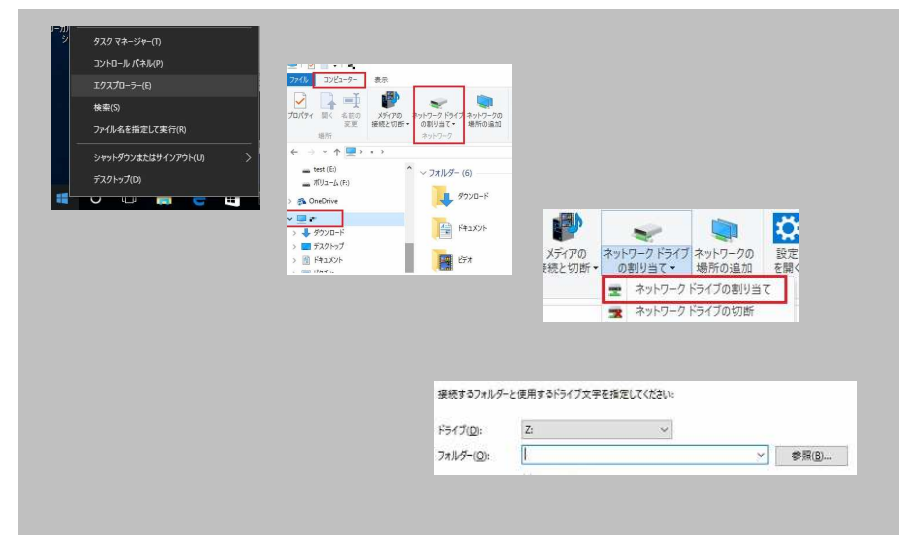 タスク マネージャー(T)
コントロール パネル(P)
エクスプローラー(E)
検索(S)
ファイル名を指定して実行(R)
シャットダウンまたはサインアウト(U)
デスクトップ(D)
ファイル
コンピューター
表示
プロパティ
開く
名前の
変更
メディアの
接続と切断
ネットワーク ドライブ
の割り当て
ネットワークの
場所の追加
場所
ネットワーク
test (E:)
ボリューム (F:)
OneDrive
ダウンロード
デスクトップ
ドキュメント
フォルダー (6)
ダウンロード
ドキュメント
ビデオ
メディアの
接続と切断
ネットワーク ドライブ
の割り当て
ネットワークの
場所の追加
設定
を開く
ネットワーク ドライブの割り当て
ネットワーク ドライブの切断
接続するフォルダーと使用するドライブ文字を指定してください:
ドライブ(D):
Z:
フォルダー(O):
参照(B)...